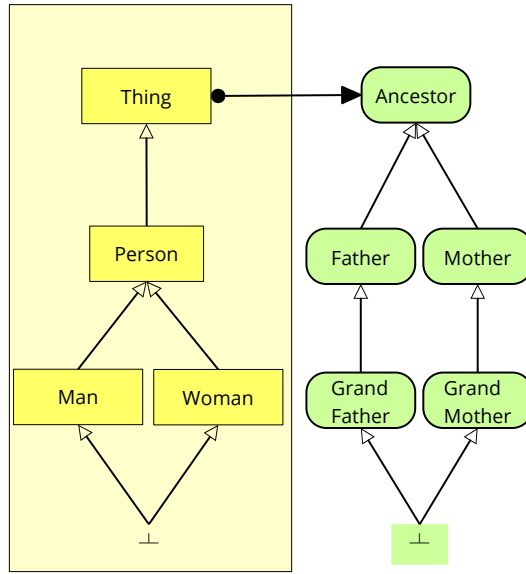 Thing
Ancestor
Person
Father
Mother
Man
Woman
Grand
Father
Grand
Mother
⊥
⊥